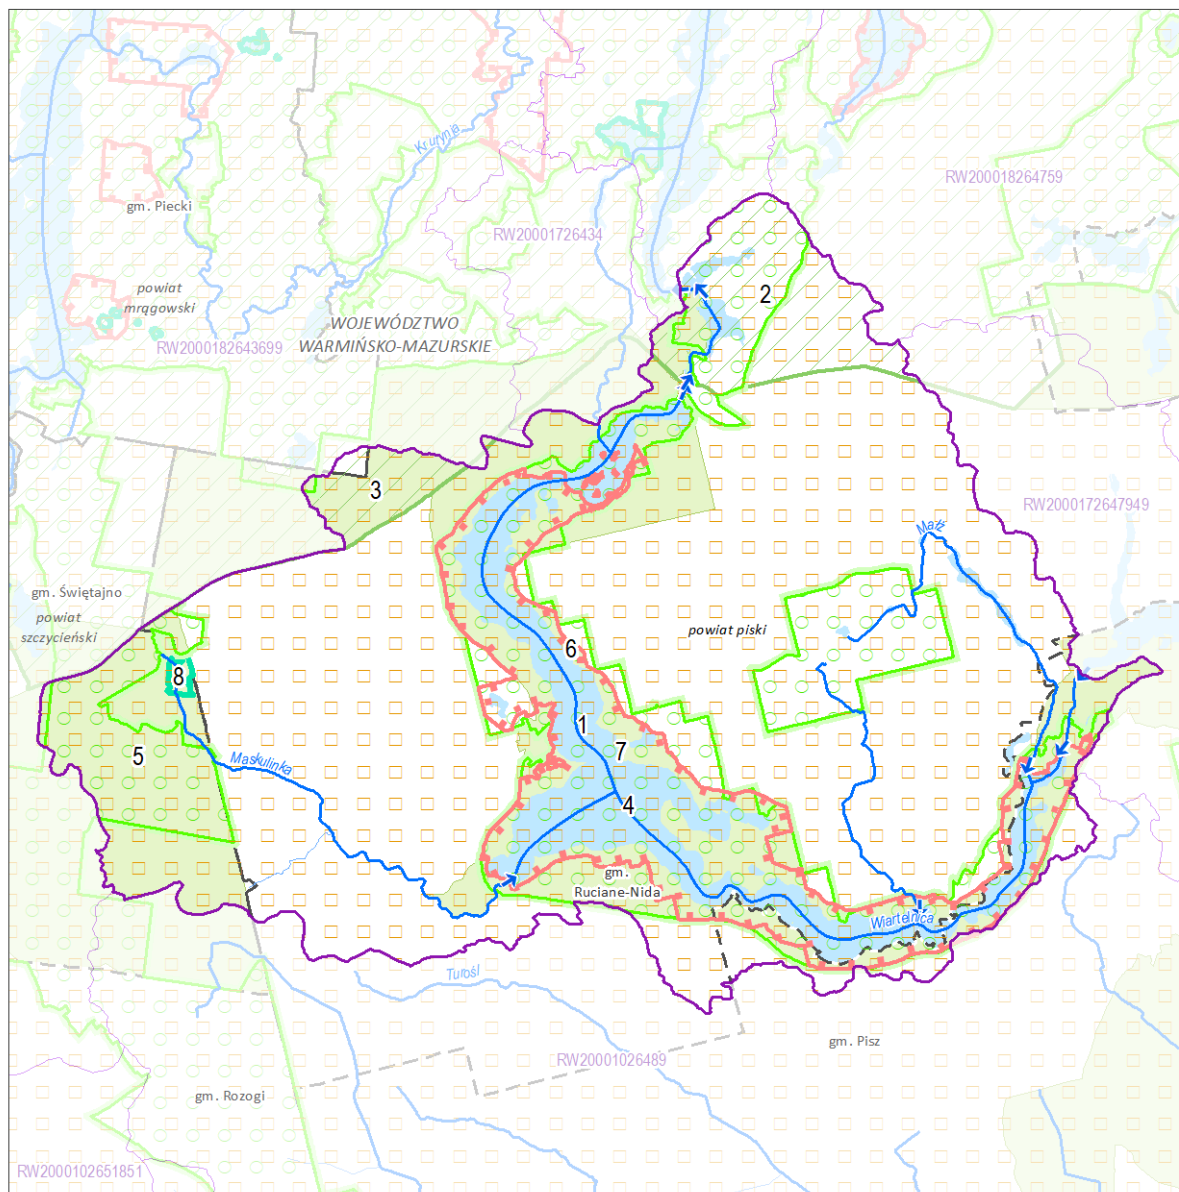 Krutynia
RW200018264759
gm. Piecki
RW20001726434
powiat
mrągowski
2
WOJEWÓDZTWO
WARMIŃSKO-MAZURSKIE
RW2000182643699
3
RW2000172647949
Małż
gm. Świętajno
powiat
szczycieński
powiat piski
6
8
1
7
5
Maskulinka
4
gm.
Ruciane-Nida
Wiartelnica
Turośl
gm. Pisz
RW20001026489
gm. Rozogi
RW2000102651851